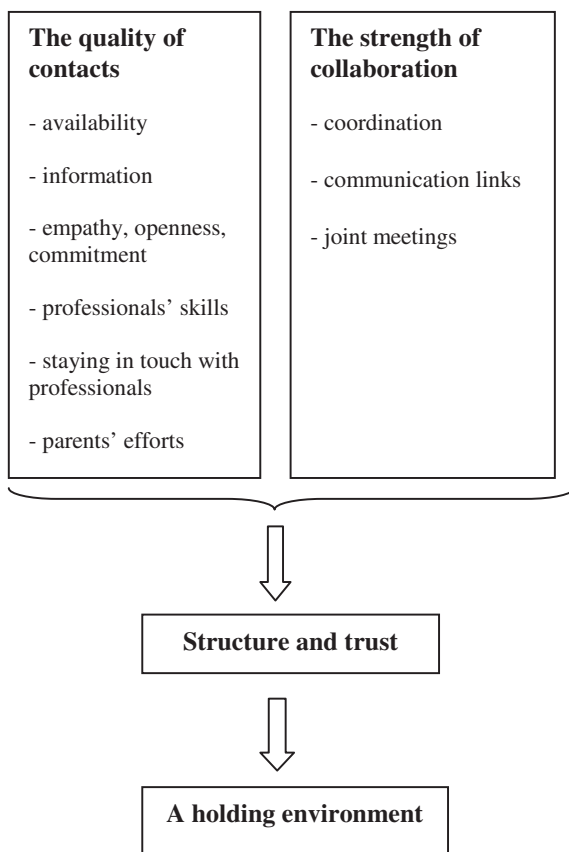 The quality of
contacts
- availability
- information
- empathy, openness,
commitment
- professionals’ skills
- staying in touch with
professionals
- parents’ efforts
The strength of
collaboration
- coordination
- communication links
- joint meetings
Structure and trust
A holding environment